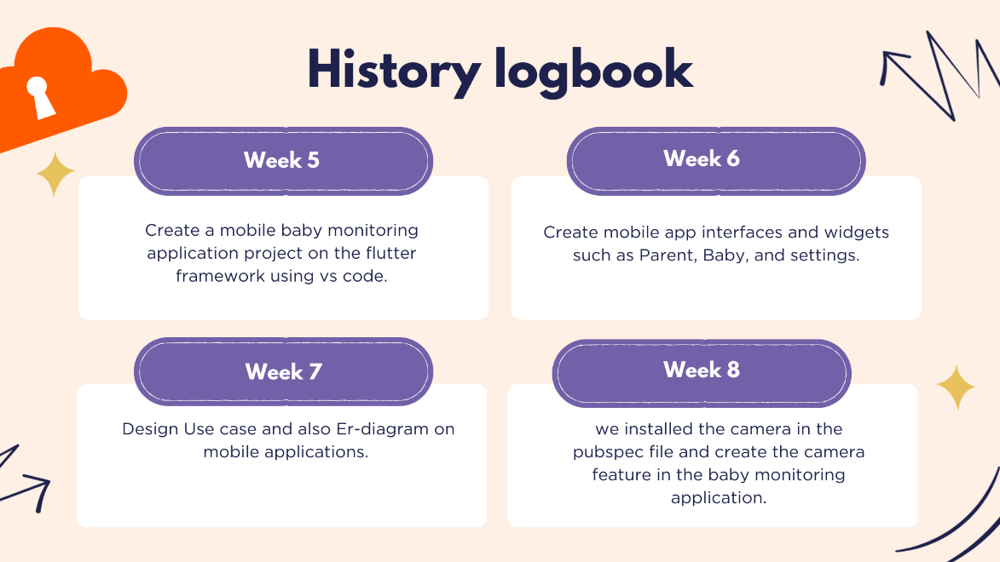 History logbook
Week 5
Create a mobile baby monitoring
application project on the flutter
framework using vs code.
Week 6
Create mobile app interfaces and widgets
such as Parent, Baby, and settings.
Week 7
Design Use case and also Er-diagram on
mobile applications.
Week 8
we installed the camera in the
pubspec file and create the camera
feature in the baby monitoring
application.